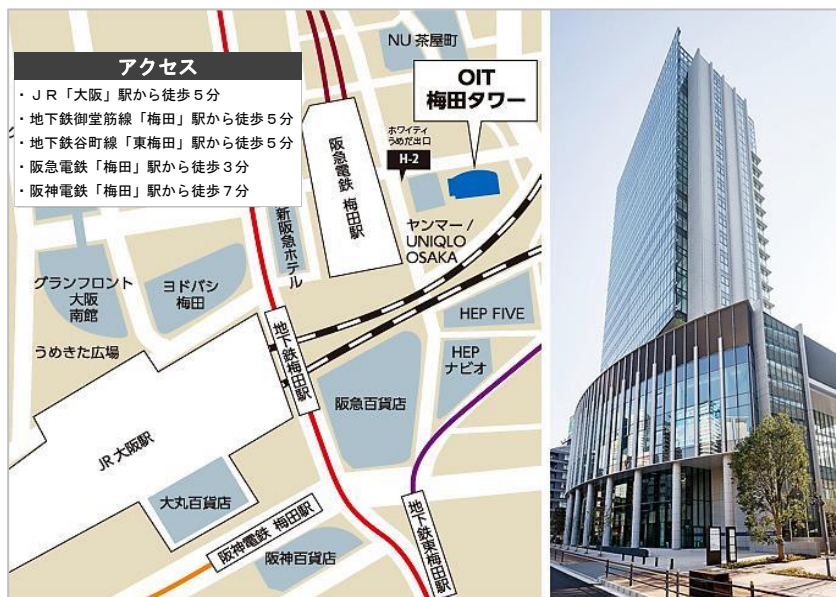 アクセス
・ＪＲ「大阪」駅から徒歩５分
・地下鉄御堂筋線「梅田」駅から徒歩５分
・地下鉄谷町線「東梅田」駅から徒歩５分
・阪急電鉄「梅田」駅から徒歩３分
・阪神電鉄「梅田」駅から徒歩７分
NU 茶屋町
OIT
梅田タワー
ホワイティ
うめだ出口
H-2
阪急電鉄 梅田駅
新阪急ホテル
ヤンマー /
UNIQLO
OSAKA
グランフロント
大阪
南館
ヨドバシ
梅田
うめきた広場
地下鉄梅田駅
HEP FIVE
HEP
ナビオ
阪急百貨店
JR 大阪駅
大丸百貨店
阪神電鉄 梅田駅
阪神百貨店
地下鉄東梅田駅